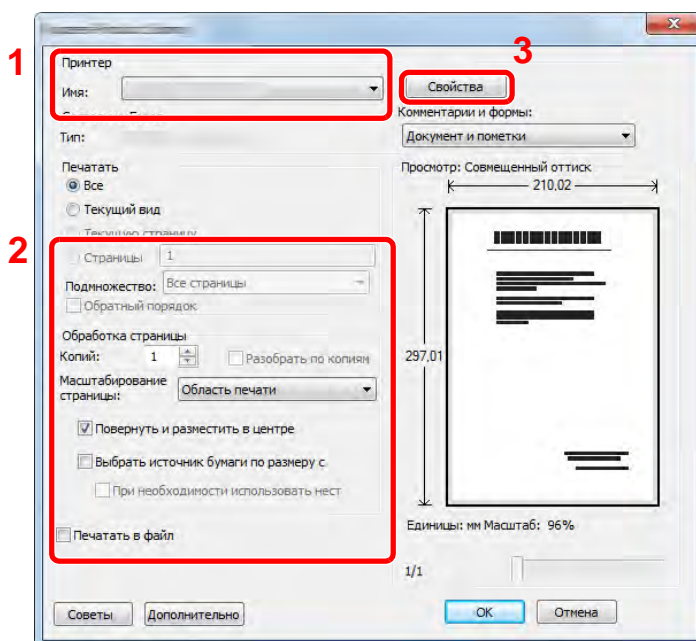 1
Принтер
Имя:
3
Свойства
Комментарии и формы:
Тип:
Документ и пометки
Печатать
Все
Текущий вид
Текущую страницу
Просмотр: Совмещенный оттиск
210,02
2
Страницы 1
Подмножество: Все страницы
Обратный порядок
Обработка страницы
Копий: 1 Разобрать по копиям
Масштабирование
страницы: Область печати
Повернуть и разместить в центре
Выбрать источник бумаги по размеру с
При необходимости использовать нест
Печатать в файл
297,01
Единицы: мм Масштаб: 96%
1/1
Советы Дополнительно OK Отмена